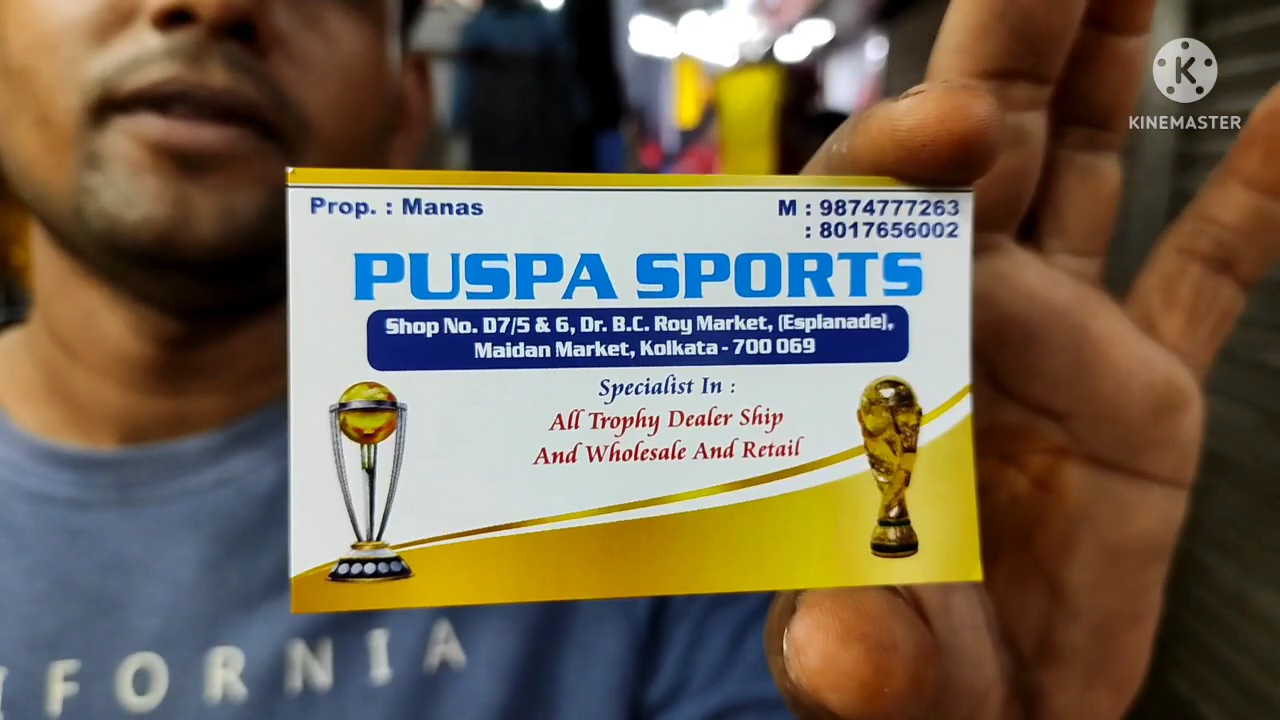 KINEMASTER
Prop. : Manas
M : 9874777263
: 8017656002
PUSPA SPORTS
Shop No. D7/5 & 6, Dr. B.C. Roy Market, (Esplanade),
Maidan Market, Kolkata - 700 069
Specialist In :
All Trophy Dealer Ship
And Wholesale And Retail
IFORNIA